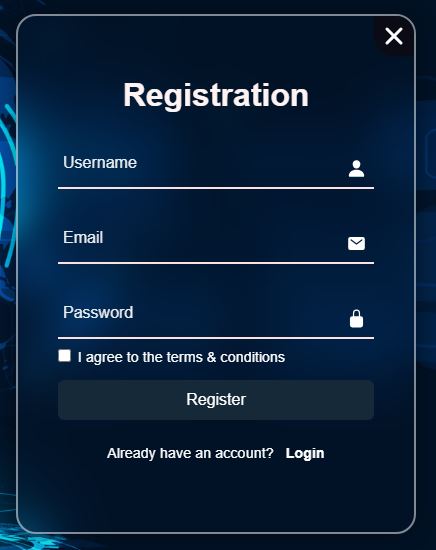 Registration
Username
Email
Password
I agree to the terms & conditions
Register
Already have an account? Login